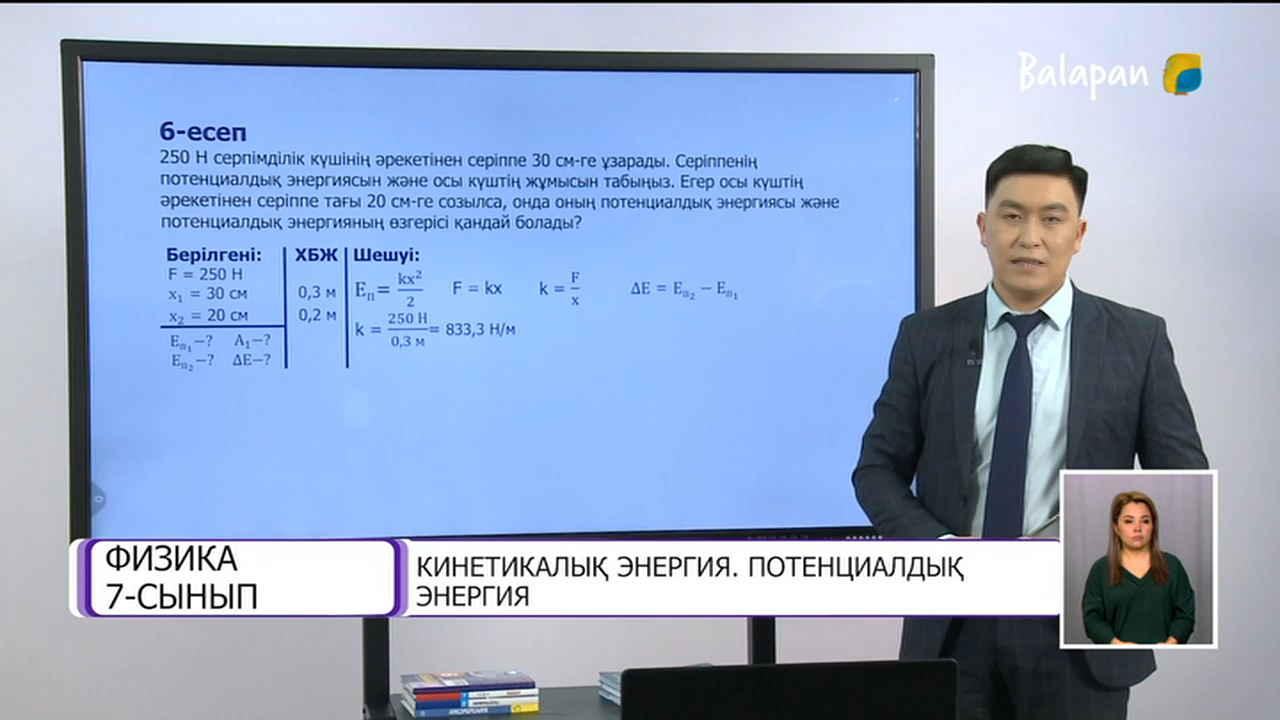 Balapan
6-есеп
250 Н серпімділік күшінің әрекетінен серіппе 30 см-ге ұзарады. Серіппенің
потенциалдық энергиясын және осы күштің жұмысын табыңыз. Егер осы күштің
әрекетінен серіппе тағы 20 см-ге созылса, онда оның потенциалдық энергиясы және
потенциалдық энергияның өзгерісі қандай болады?
Берілгені: ХБЖ Шешуі:
F = 250 Н
x₁ = 30 см 0,3 м
x₂ = 20 см 0,2 м
Eп₁–? A₁–?
Eп₂–? ΔE–?
Eп = kx²/2 F = kx k = F/x ΔE = Eп₂ − Eп₁
k = 250 Н/0,3 м = 833,3 Н/м
ФИЗИКА
7-СЫНЫП
КИНЕТИКАЛЫҚ ЭНЕРГИЯ. ПОТЕНЦИАЛДЫҚ
ЭНЕРГИЯ